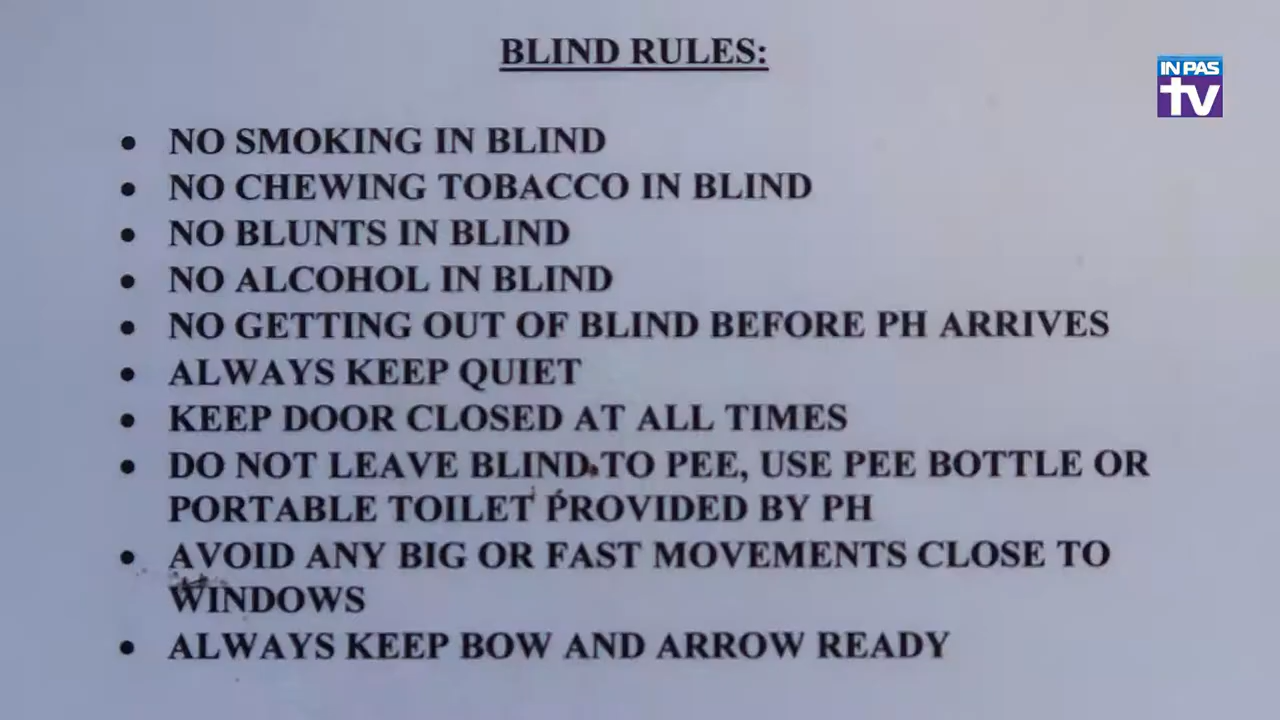 BLIND RULES:
IN PAS
tv
• NO SMOKING IN BLIND
• NO CHEWING TOBACCO IN BLIND
• NO BLUNTS IN BLIND
• NO ALCOHOL IN BLIND
• NO GETTING OUT OF BLIND BEFORE PH ARRIVES
• ALWAYS KEEP QUIET
• KEEP DOOR CLOSED AT ALL TIMES
• DO NOT LEAVE BLIND TO PEE, USE PEE BOTTLE OR
PORTABLE TOILET PROVIDED BY PH
• AVOID ANY BIG OR FAST MOVEMENTS CLOSE TO
WINDOWS
• ALWAYS KEEP BOW AND ARROW READY